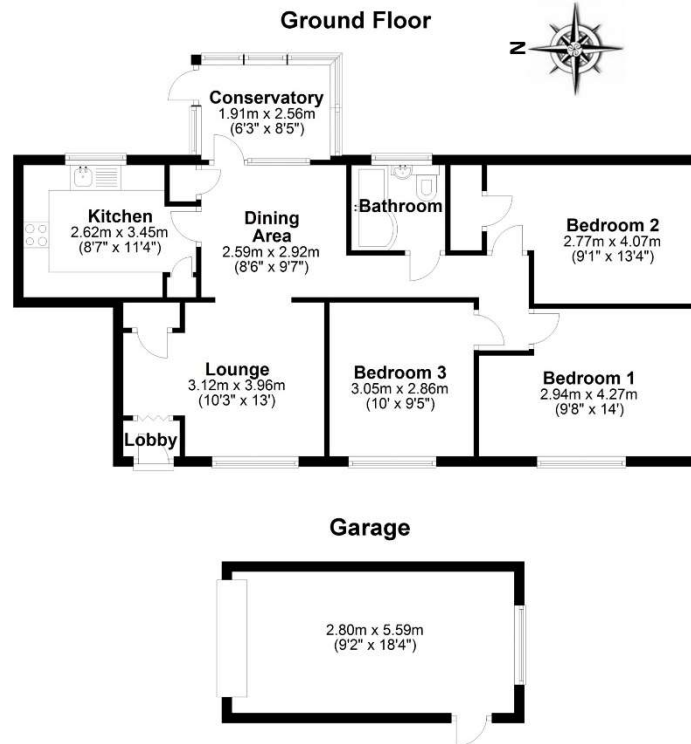 Ground Floor
N
Conservatory
1.91m x 2.56m
(6'3" x 8'5")
Kitchen
2.62m x 3.45m
(8'7" x 11'4")
Dining
Area
2.59m x 2.92m
(8'6" x 9'7")
Bathroom
Bedroom 2
2.77m x 4.07m
(9'1" x 13'4")
Lounge
3.12m x 3.96m
(10'3" x 13')
Bedroom 3
3.05m x 2.86m
(10' x 9'5")
Bedroom 1
2.94m x 4.27m
(9'8" x 14')
Lobby
Garage
2.80m x 5.59m
(9'2" x 18'4")